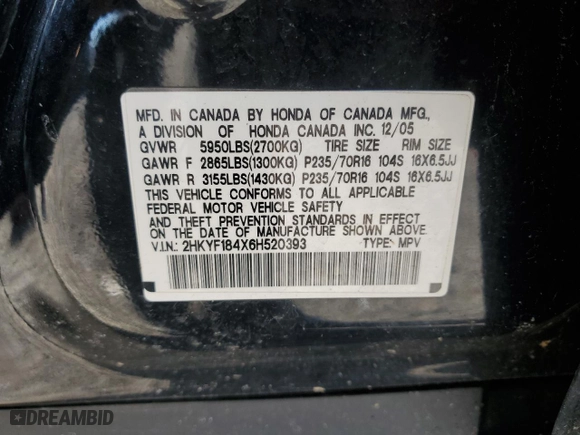 MFD. IN CANADA BY HONDA OF CANADA MFG.,
A DIVISION OF HONDA CANADA INC. 12/05
GVWR 5950LBS(2700KG) TIRE SIZE RIM SIZE
GAWR F 2865LBS(1300KG) P235/70R16 104S 16X6.5JJ
GAWR R 3155LBS(1430KG) P235/70R16 104S 16X6.5JJ
THIS VEHICLE CONFORMS TO ALL APPLICABLE
FEDERAL MOTOR VEHICLE SAFETY
AND THEFT PREVENTION STANDARDS IN EFFECT
ON THE DATE OF MANUFACTURE SHOWN ABOVE.
V.I.N.: 2HKYF184X6H520393 TYPE: MPV
DREAMBID